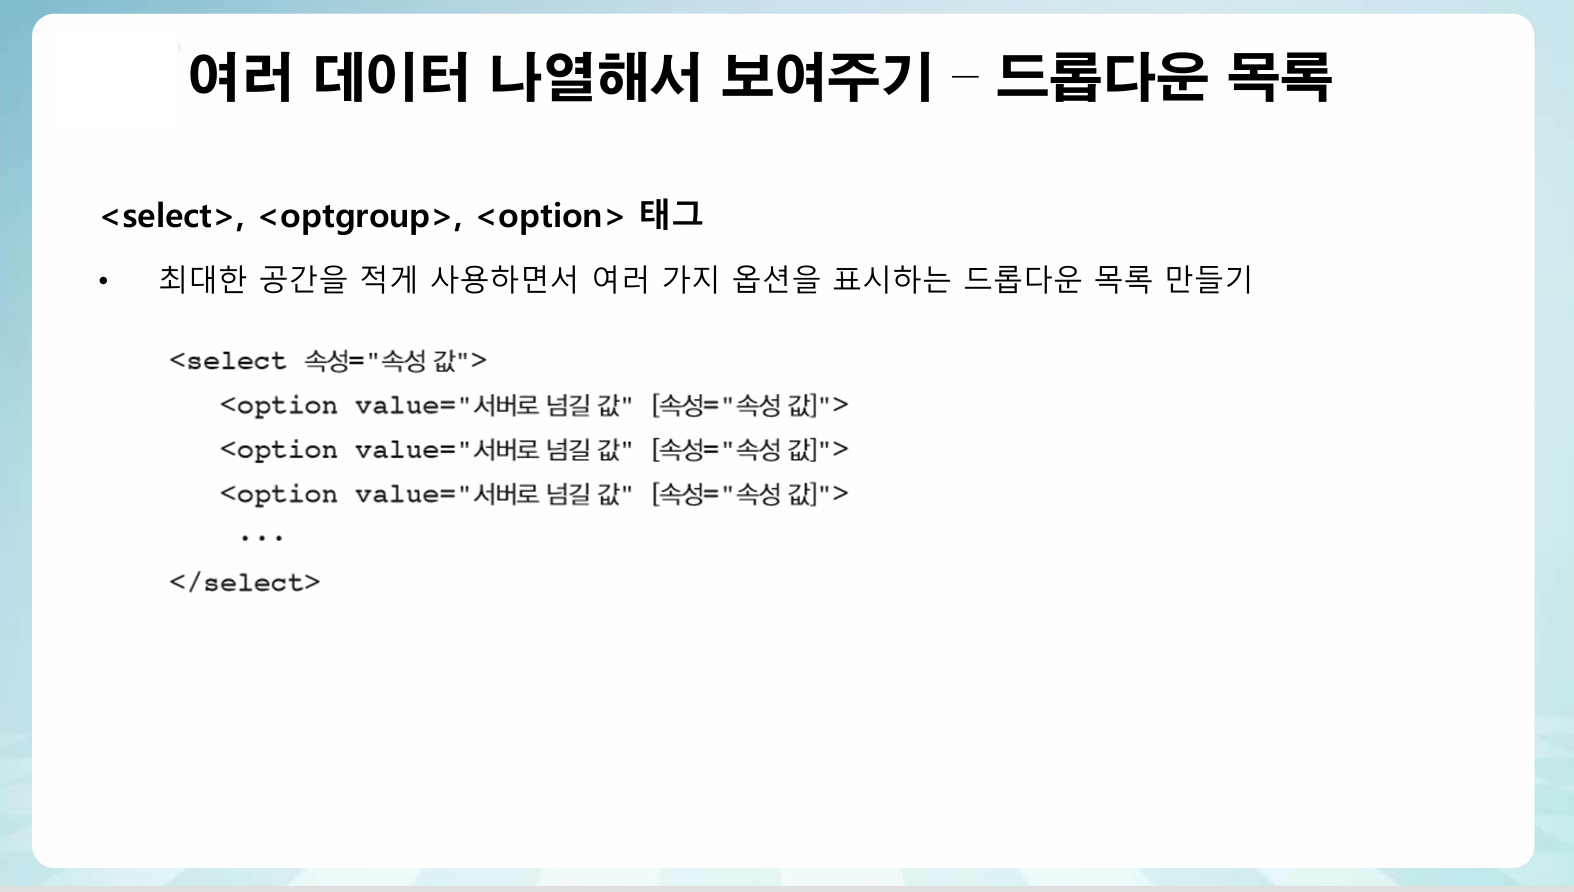 여러 데이터 나열해서 보여주기 – 드롭다운 목록
<select>, <optgroup>, <option> 태그
• 최대한 공간을 적게 사용하면서 여러 가지 옵션을 표시하는 드롭다운 목록 만들기
<select 속성="속성 값">
<option value="서버로 넘길 값" [속성="속성 값]">
<option value="서버로 넘길 값" [속성="속성 값]">
<option value="서버로 넘길 값" [속성="속성 값]">
...
</select>